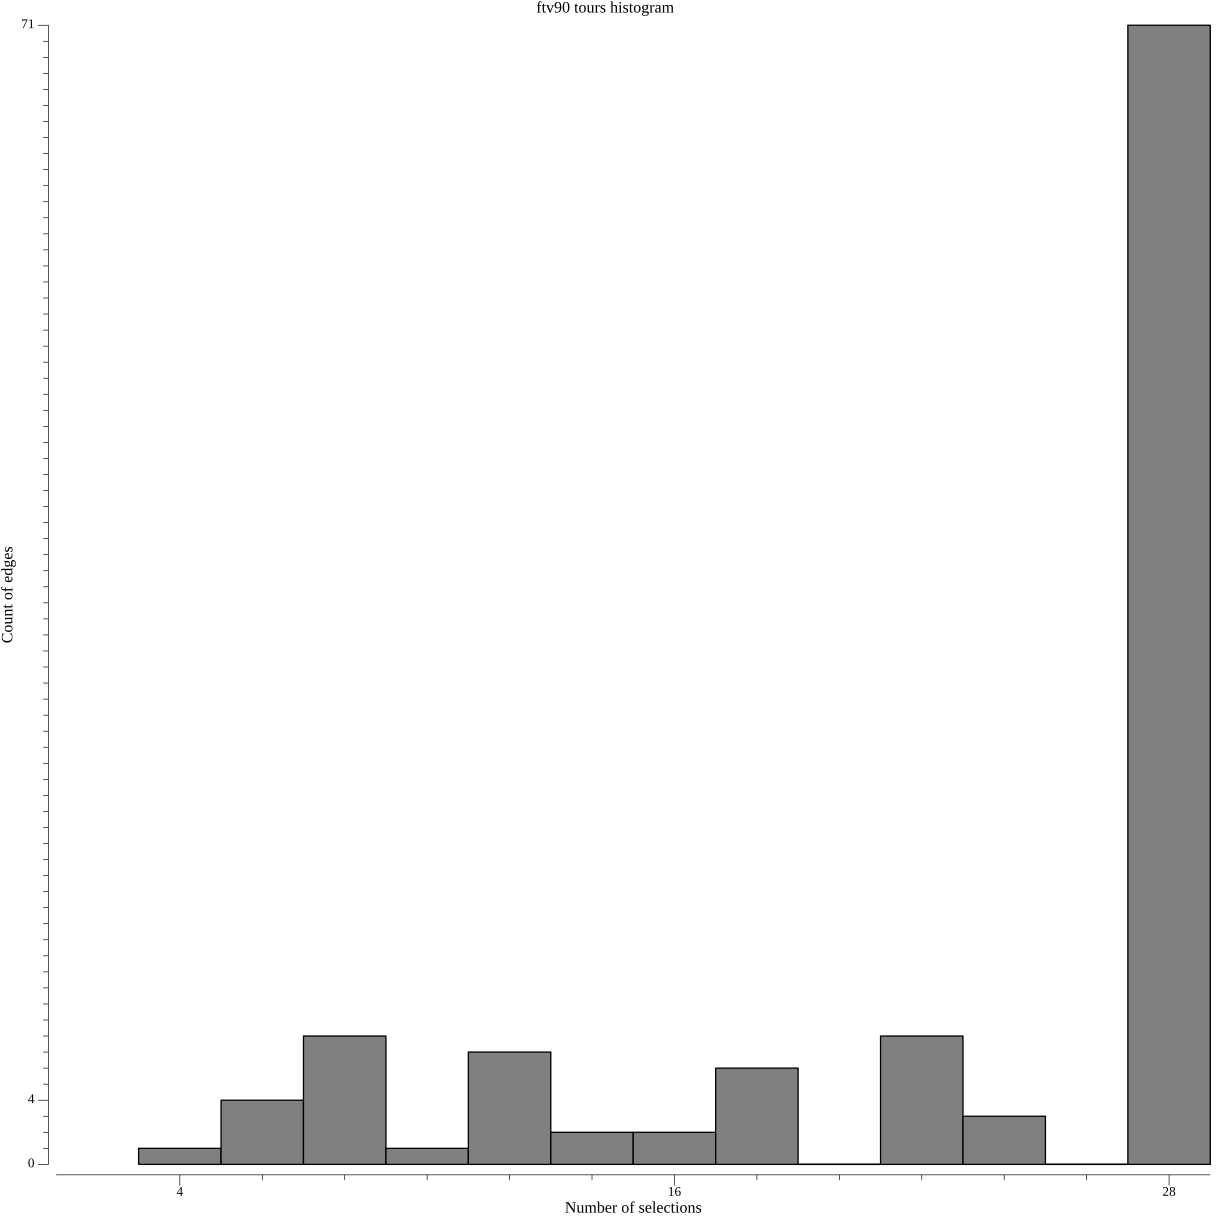 ftv90 tours histogram
71
Count of edges
4
0
4 16 28
Number of selections